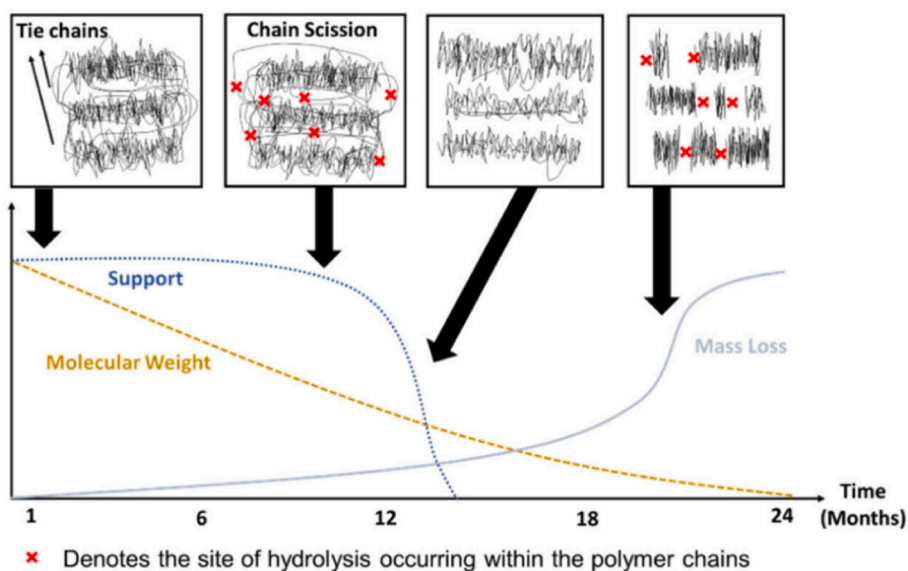 Tie chains
Chain Scission
Support
Molecular Weight
Mass Loss
Time
(Months)
1 6 12 18 24
× Denotes the site of hydrolysis occurring within the polymer chains